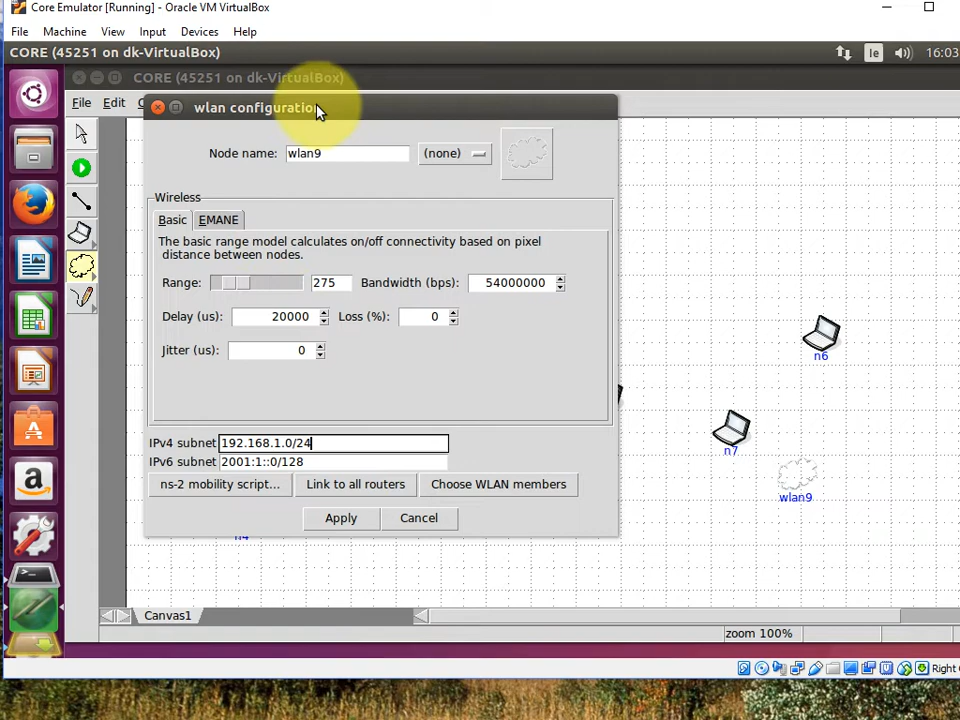 Core Emulator [Running] - Oracle VM VirtualBox
File Machine View Input Devices Help
CORE (45251 on dk-VirtualBox)
Ie
16:03
CORE (45251 on dk-VirtualBox)
File Edit
wlan configuration
Node name: wlan9 (none)
Wireless
Basic EMANE
The basic range model calculates on/off connectivity based on pixel
distance between nodes.
Range: 275 Bandwidth (bps): 54000000
Delay (us): 20000 Loss (%): 0
Jitter (us): 0
IPv4 subnet 192.168.1.0/24
IPv6 subnet 2001:1::0/128
ns-2 mobility script... Link to all routers Choose WLAN members
Apply Cancel
n6
n7
wlan9
n4
Canvas1
zoom 100%
Right